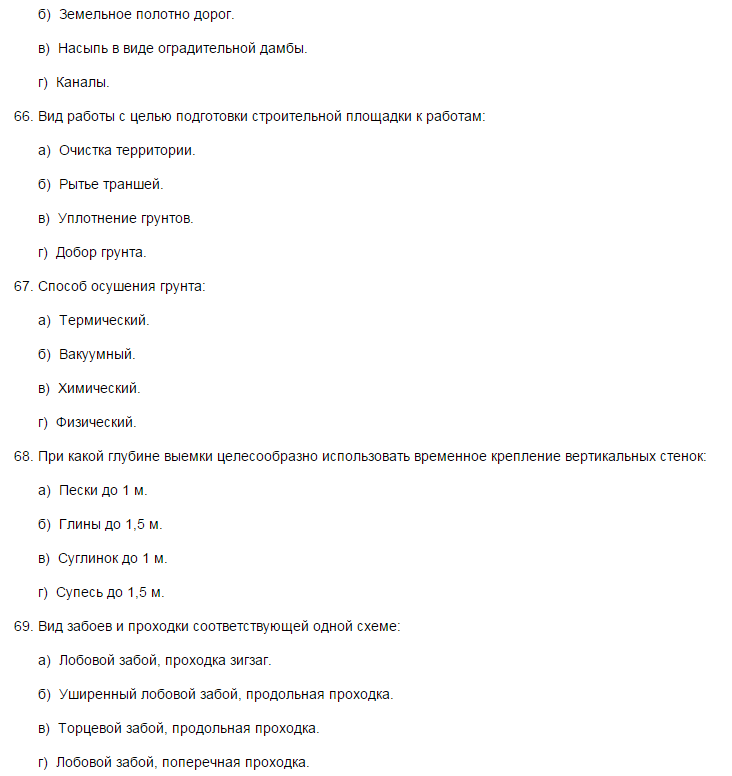 б) Земельное полотно дорог.
в) Насыпь в виде оградительной дамбы.
г) Каналы.
66. Вид работы с целью подготовки строительной площадки к работам:
а) Очистка территории.
б) Рытье траншей.
в) Уплотнение грунтов.
г) Добор грунта.
67. Способ осушения грунта:
а) Термический.
б) Вакуумный.
в) Химический.
г) Физический.
68. При какой глубине выемки целесообразно использовать временное крепление вертикальных стенок:
а) Пески до 1 м.
б) Глины до 1,5 м.
в) Суглинок до 1 м.
г) Супесь до 1,5 м.
69. Вид забоев и проходки соответствующей одной схеме:
а) Лобовой забой, проходка зигзаг.
б) Уширенный лобовой забой, продольная проходка.
в) Торцевой забой, продольная проходка.
г) Лобовой забой, поперечная проходка.